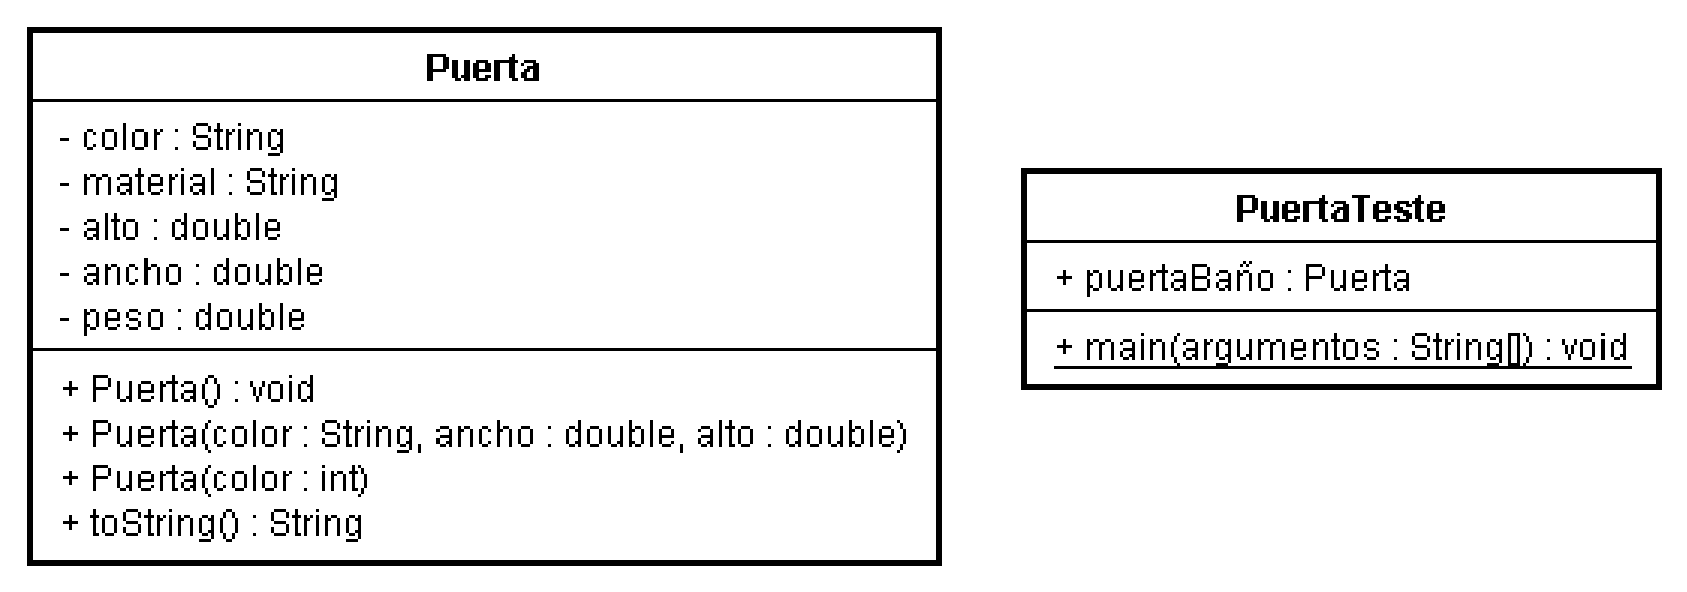 Puerta
- color : String
- material : String
- alto : double
- ancho : double
- peso : double
+ Puerta() : void
+ Puerta(color : String, ancho : double, alto : double)
+ Puerta(color : int)
+ toString() : String
PuertaTeste
+ puertaBaño : Puerta
+ main(argumentos : String[]) : void